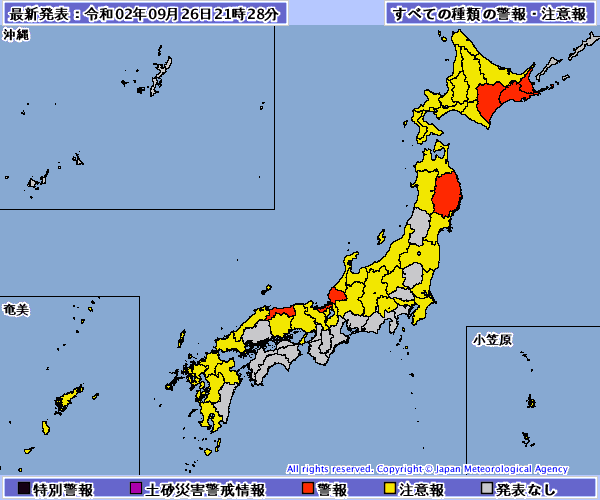 最新発表：令和02年09月26日21時28分
すべての種類の警報・注意報
沖縄
奄美
小笠原
All rights reserved. Copyright © Japan Meteorological Agency
特別警報 土砂災害警戒情報 警報 注意報 発表なし